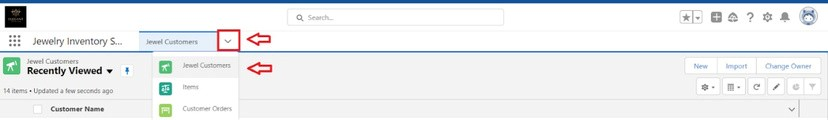 Search...
Jewelry Inventory S...
Jewel Customers
Jewel Customers
Recently Viewed
14 items • Updated a few seconds ago
New
Import
Change Owner
Customer Name
Jewel Customers
Items
Customer Orders